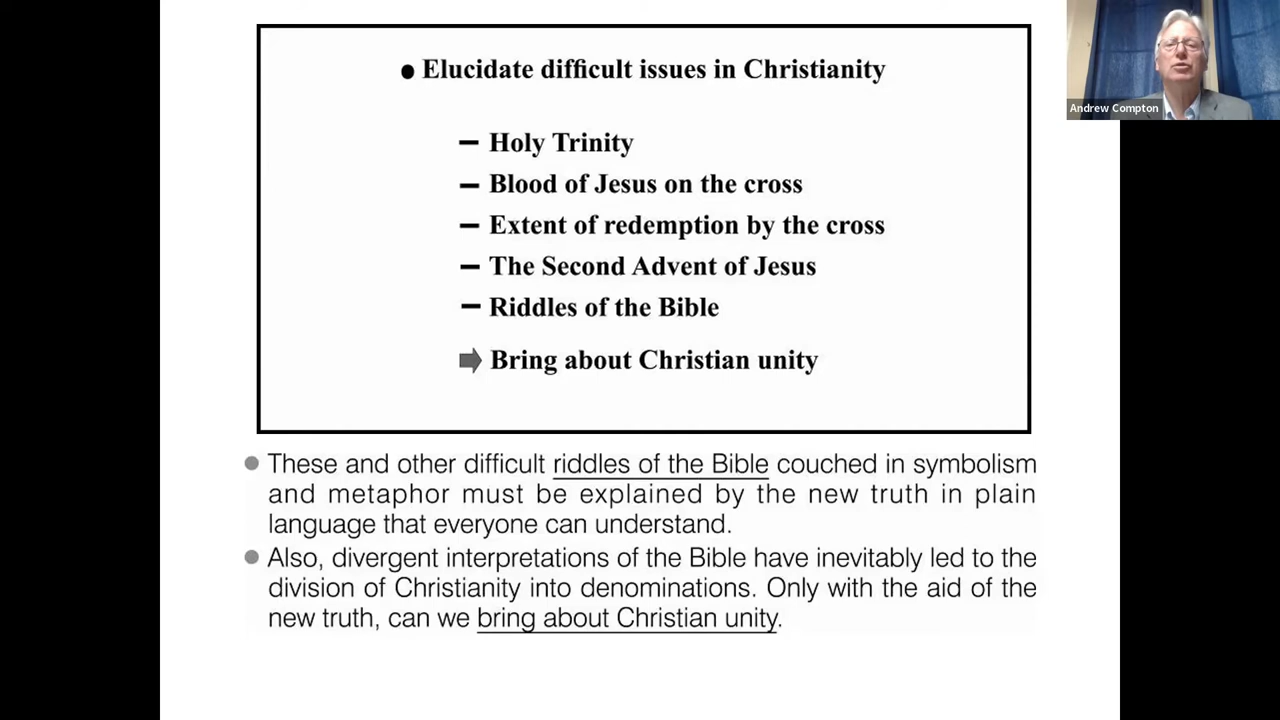 • Elucidate difficult issues in Christianity
– Holy Trinity
– Blood of Jesus on the cross
– Extent of redemption by the cross
– The Second Advent of Jesus
– Riddles of the Bible
Bring about Christian unity
Andrew Compton
• These and other difficult riddles of the Bible couched in symbolism
and metaphor must be explained by the new truth in plain
language that everyone can understand.
• Also, divergent interpretations of the Bible have inevitably led to the
division of Christianity into denominations. Only with the aid of the
new truth, can we bring about Christian unity.